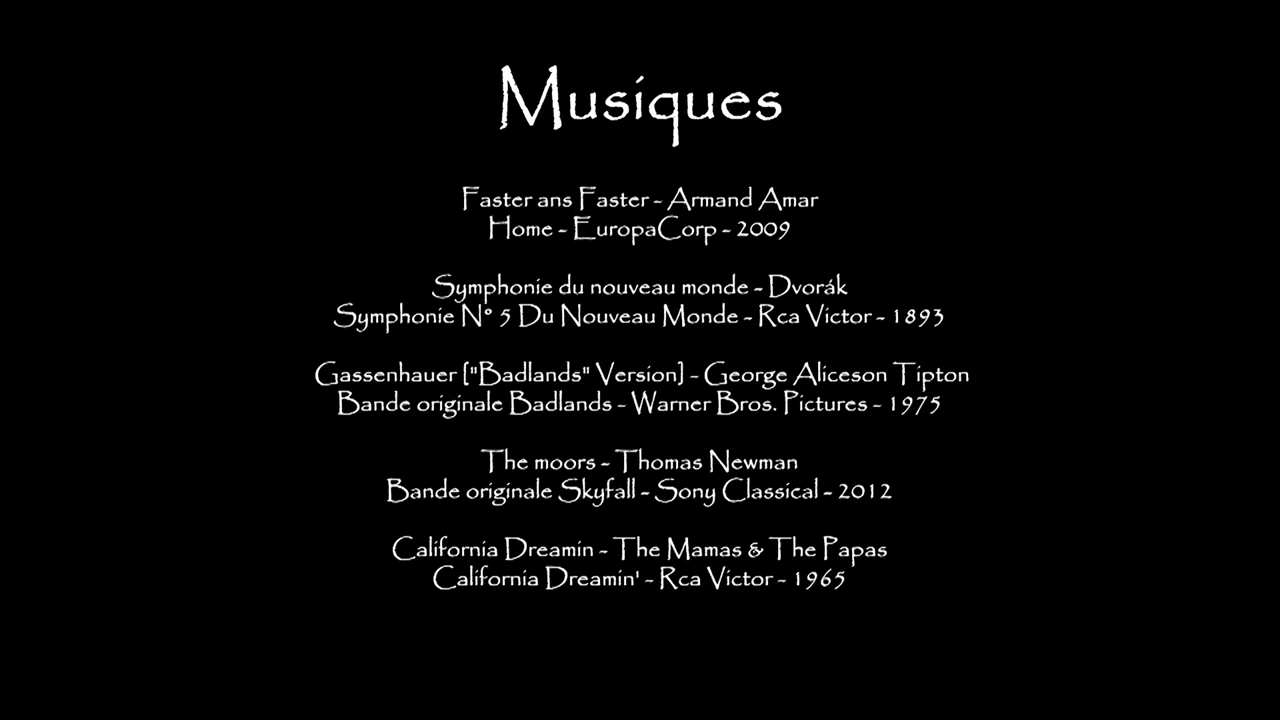 Musiques
Faster ans Faster - Armand Amar
Home - EuropaCorp - 2009
Symphonie du nouveau monde - Dvorák
Symphonie N° 5 Du Nouveau Monde - Rca Victor - 1893
Gassenhauer ["Badlands" Version] - George Aliceson Tipton
Bande originale Badlands - Warner Bros. Pictures - 1975
The moors - Thomas Newman
Bande originale Skyfall - Sony Classical - 2012
California Dreamin - The Mamas & The Papas
California Dreamin' - Rca Victor - 1965